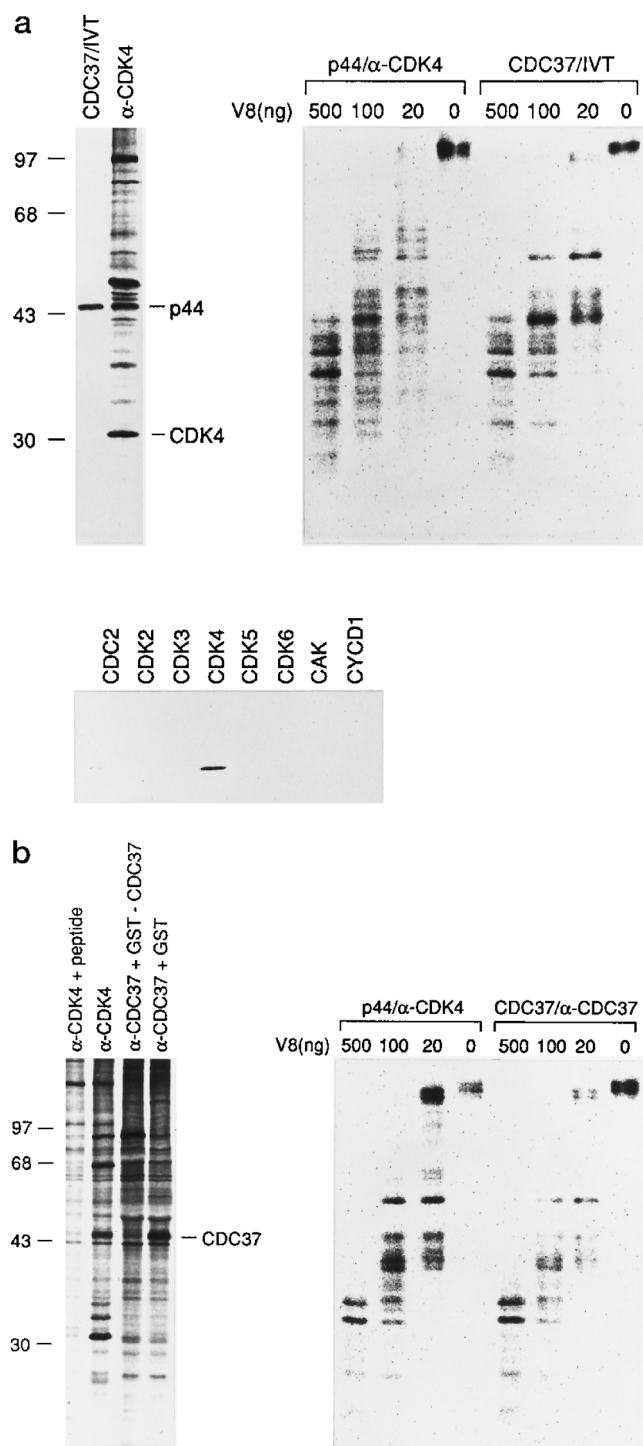 a
CDC37/IVT
α-CDK4
97
68
43
30
p44
CDK4
p44/α-CDK4 CDC37/IVT
V8(ng) 500 100 20 0 500 100 20 0
CDC2 CDK2 CDK3 CDK4 CDK5 CDK6 CAK CYCD1
b
α-CDK4 + peptide
α-CDK4
α-CDC37 + GST - CDC37
α-CDC37 + GST
97
68
43
30
CDC37
p44/α-CDK4 CDC37/α-CDC37
V8(ng) 500 100 20 0 500 100 20 0